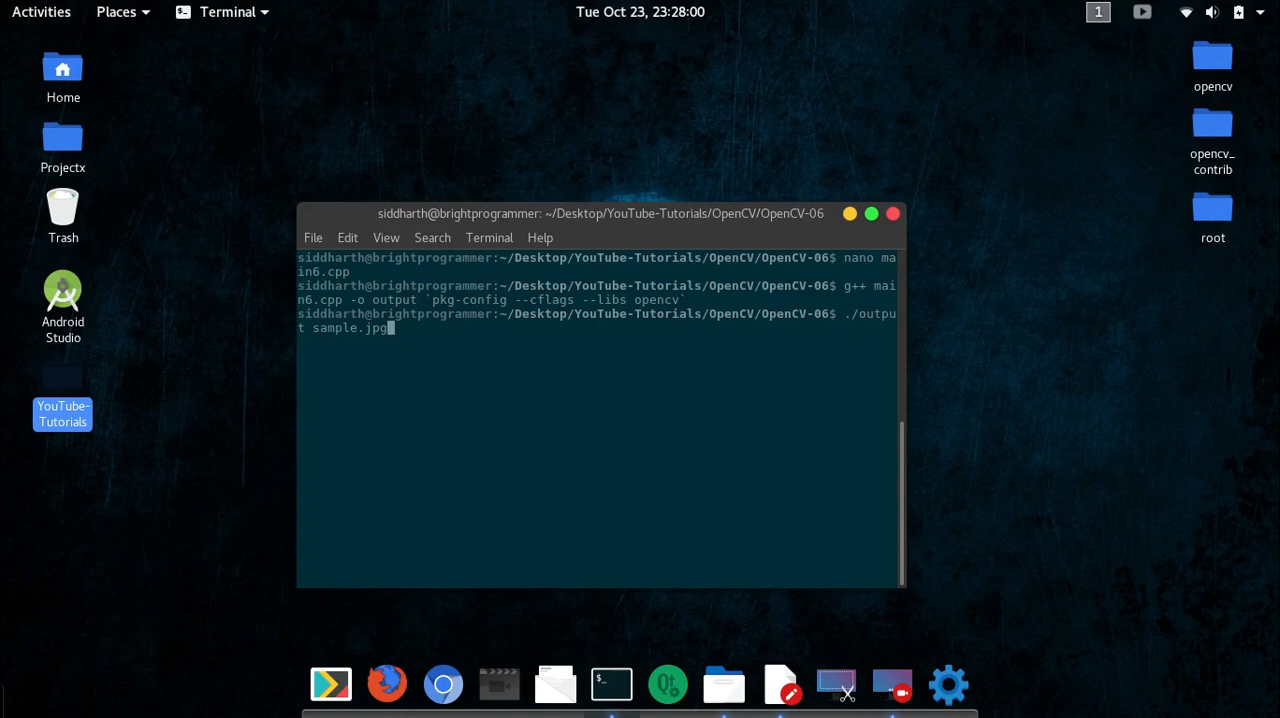 Activities Places Terminal Tue Oct 23, 23:28:00 1
Home
Projectx
Trash
Android
Studio
YouTube-
Tutorials
opencv
opencv_
contrib
root
siddharth@brightprogrammer: ~/Desktop/YouTube-Tutorials/OpenCV/OpenCV-06
File Edit View Search Terminal Help
siddharth@brightprogrammer:~/Desktop/YouTube-Tutorials/OpenCV/OpenCV-06$ nano ma
in6.cpp
siddharth@brightprogrammer:~/Desktop/YouTube-Tutorials/OpenCV/OpenCV-06$ g++ mai
n6.cpp -o output `pkg-config --cflags --libs opencv`
siddharth@brightprogrammer:~/Desktop/YouTube-Tutorials/OpenCV/OpenCV-06$ ./outpu
t sample.jpg
$_
Qt